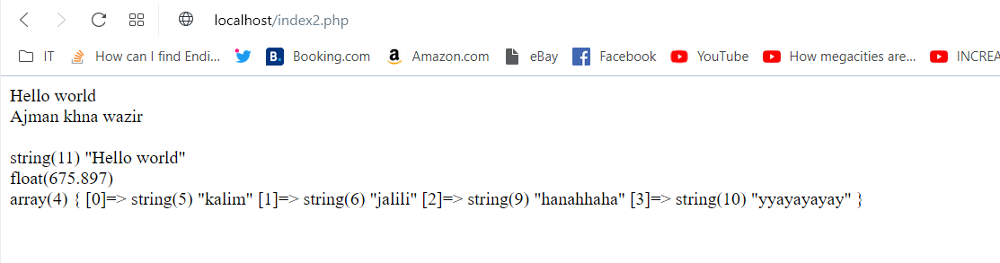 localhost/index2.php
IT How can I find Endi... Booking.com Amazon.com eBay Facebook YouTube How megacities are... INCREA
Hello world
Ajman khna wazir
string(11) "Hello world"
float(675.897)
array(4) { [0]=> string(5) "kalim" [1]=> string(6) "jalili" [2]=> string(9) "hanahhaha" [3]=> string(10) "yyayayayay" }